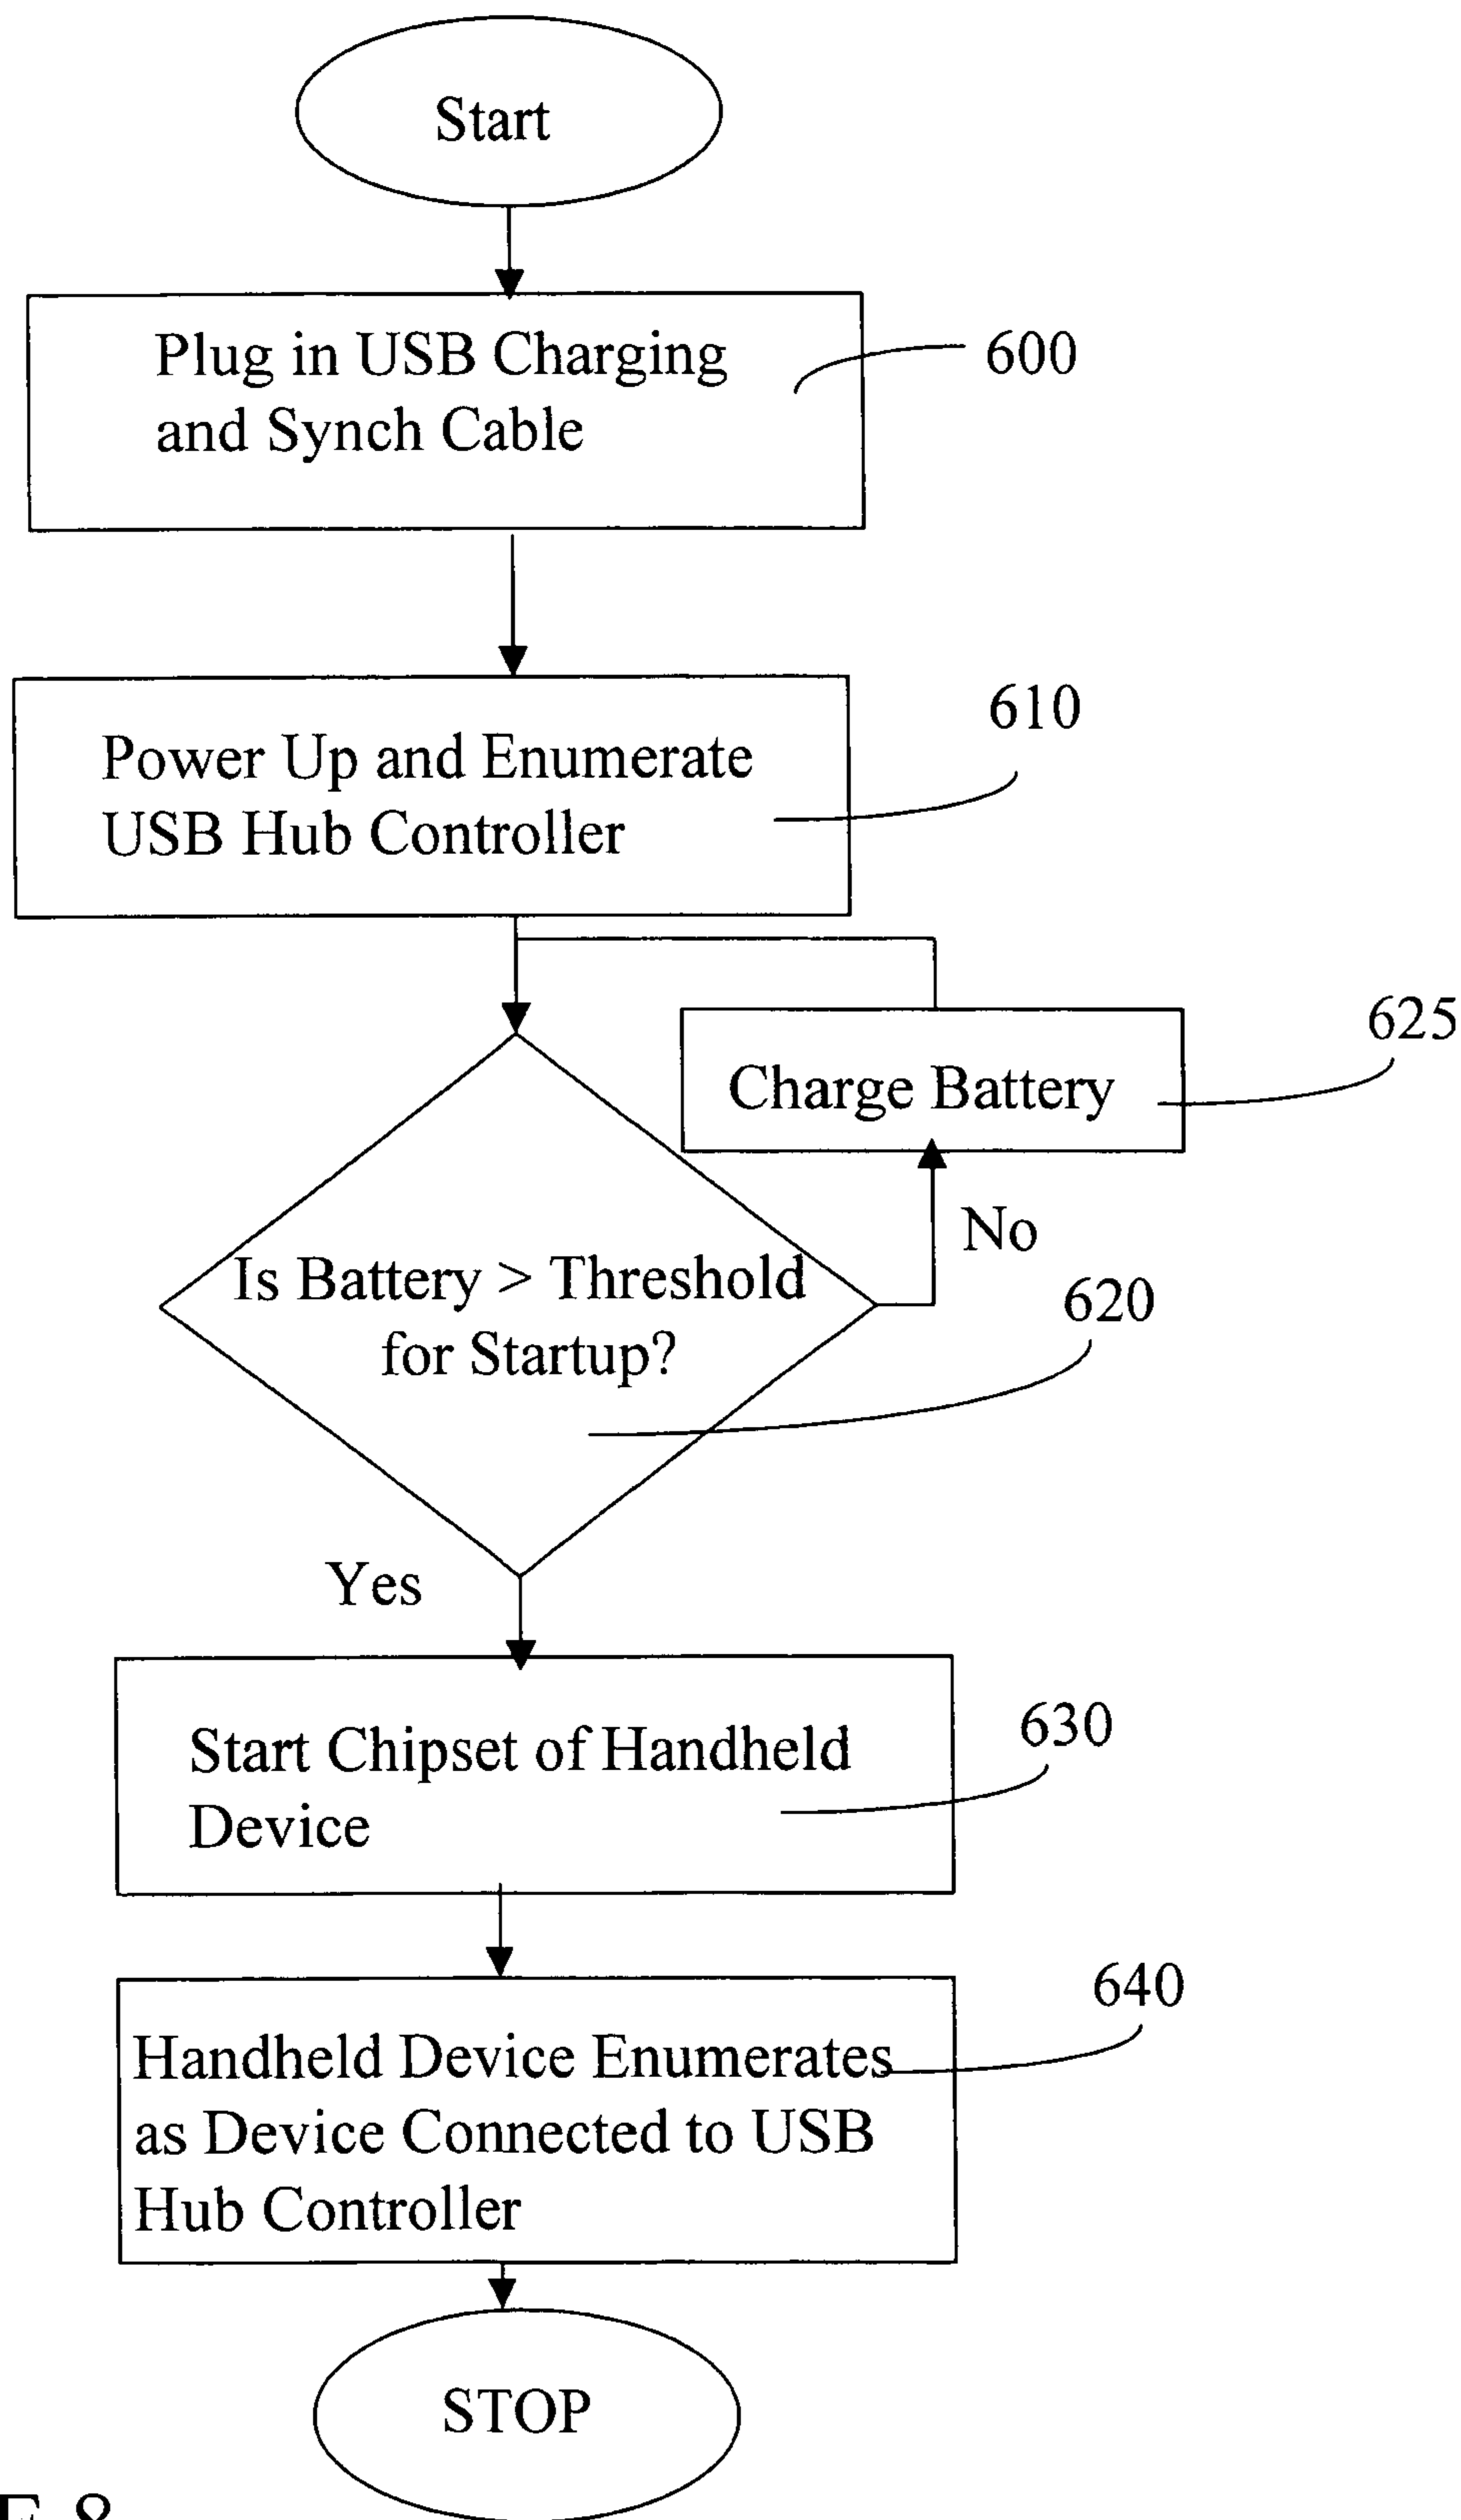 Start
Plug in USB Charging
and Synch Cable
600
610
Power Up and Enumerate
USB Hub Controller
625
Charge Battery
No
Is Battery > Threshold
for Startup?
620
Yes
630
Start Chipset of Handheld
Device
640
Handheld Device Enumerates
as Device Connected to USB
Hub Controller
STOP
E 8